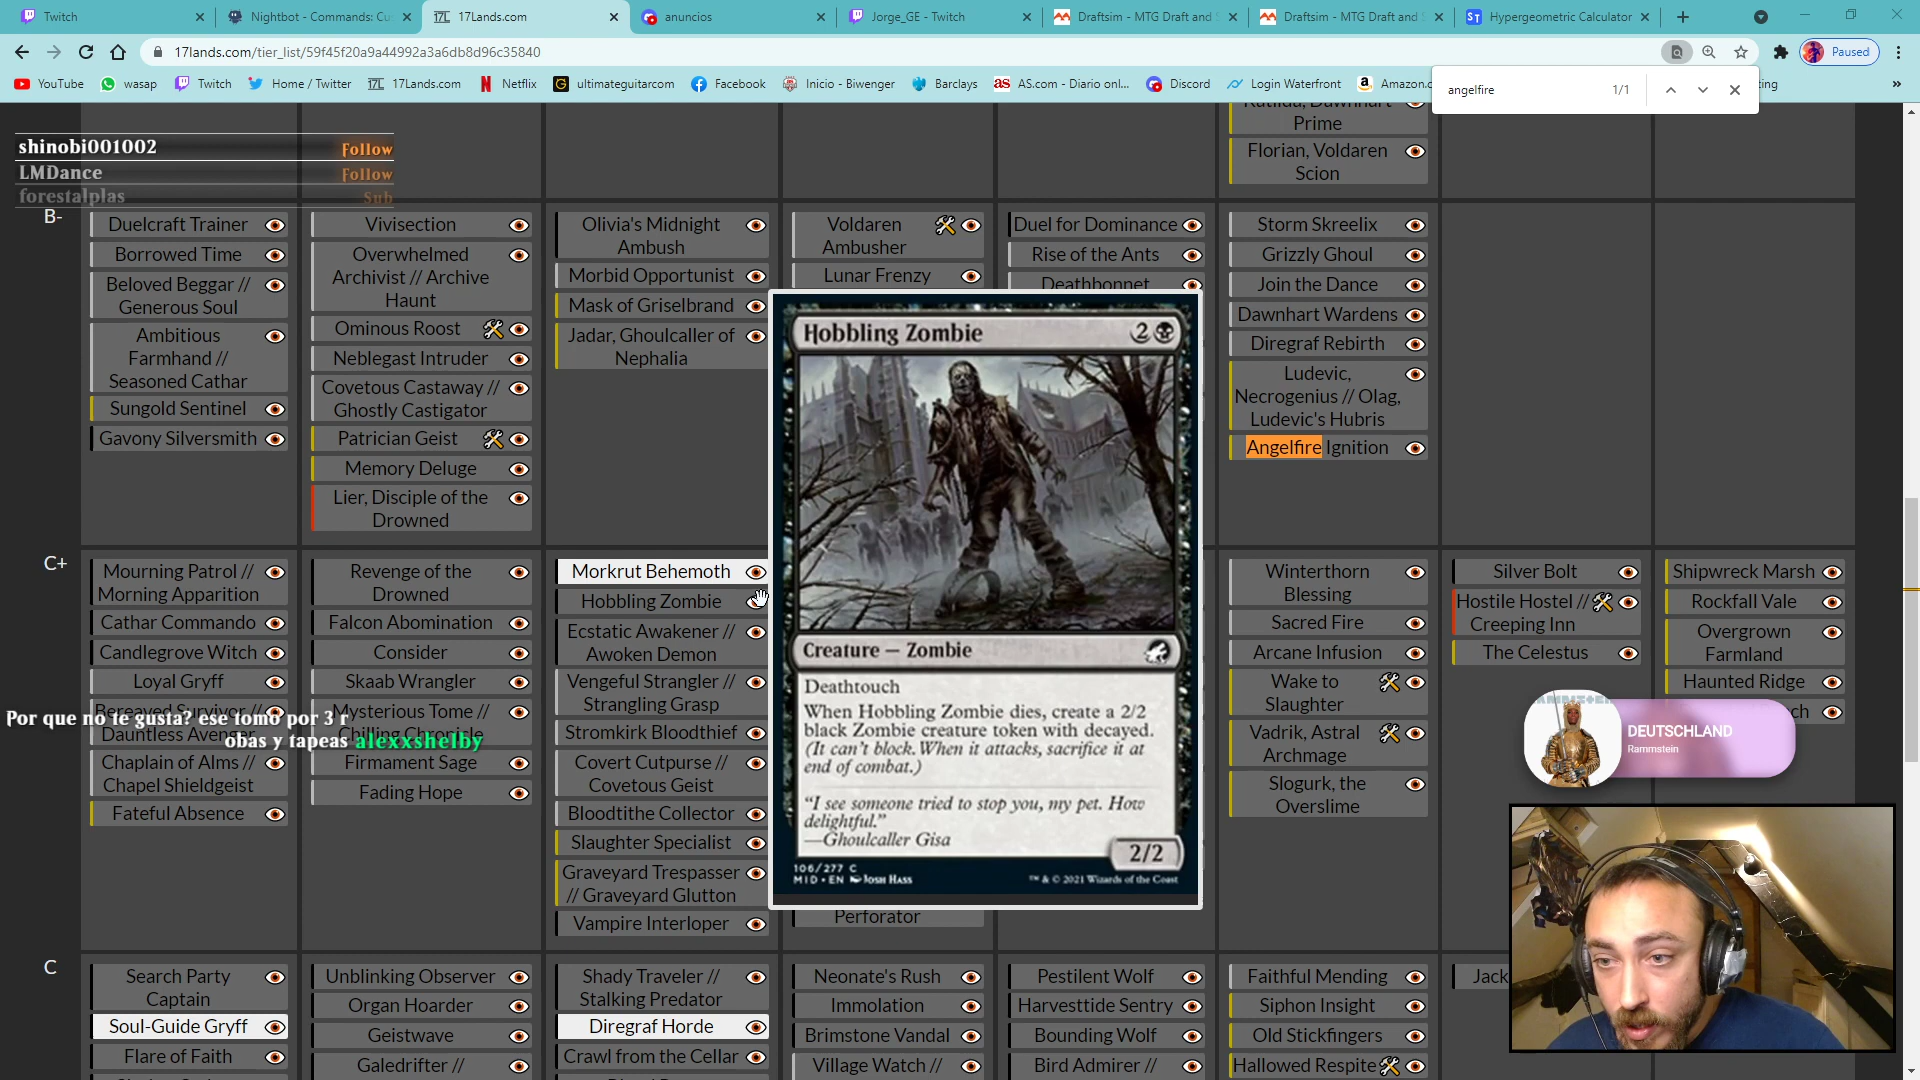 Twitch
Nightbot - Commands: Cu
17Lands.com
anuncios
Jorge_GE - Twitch
Draftsim - MTG Draft and
Draftsim - MTG Draft and
Hypergeometric Calculator
17lands.com/tier_list/59f45f20a9a44992a3a6db8d96c35840
Paused
YouTube
wasap
Twitch
Home / Twitter
17Lands.com
Netflix
ultimateguitarcom
Facebook
Inicio - Biwenger
Barclays
AS.com - Diario onl...
Discord
Login Waterfront
Amazon.c
angelfire
1/1
shinobi001002 Follow
LMDance Follow
forestalplas Sub
Prime
Florian, Voldaren
Scion
B-
Duelcraft Trainer
Borrowed Time
Beloved Beggar //
Generous Soul
Ambitious
Farmhand //
Seasoned Cathar
Sungold Sentinel
Gavony Silversmith
Vivisection
Overwhelmed
Archivist // Archive
Haunt
Ominous Roost
Neblegast Intruder
Covetous Castaway //
Ghostly Castigator
Patrician Geist
Memory Deluge
Lier, Disciple of the
Drowned
Olivia's Midnight
Ambush
Morbid Opportunist
Mask of Griselbrand
Jadar, Ghoulcaller of
Nephalia
Voldaren
Ambusher
Lunar Frenzy
Duel for Dominance
Rise of the Ants
Deathbonnet
Storm Skreelix
Grizzly Ghoul
Join the Dance
Dawnhart Wardens
Diregraf Rebirth
Ludevic,
Necrogenius // Olag,
Ludevic's Hubris
Angelfire Ignition
Hobbling Zombie 2
Creature — Zombie
Deathtouch
When Hobbling Zombie dies, create a 2/2
black Zombie creature token with decayed.
(It can't block. When it attacks, sacrifice it at
end of combat.)
"I see someone tried to stop you, my pet. How
delightful."
—Ghoulcaller Gisa
2/2
106/277 C
MID • EN Josh Hass
™ & © 2021 Wizards of the Coast
C+
Mourning Patrol //
Morning Apparition
Cathar Commando
Candlegrove Witch
Loyal Gryff
Bereaved Survivor //
Dauntless Avenger
Chaplain of Alms //
Chapel Shieldgeist
Fateful Absence
Por que no te gusta? ese tomo por 3 r
obas y tapeas alexxshelby
Revenge of the
Drowned
Falcon Abomination
Consider
Skaab Wrangler
Mysterious Tome //
Chilling Chronicle
Firmament Sage
Fading Hope
Morkrut Behemoth
Hobbling Zombie
Ecstatic Awakener //
Awoken Demon
Vengeful Strangler //
Strangling Grasp
Stromkirk Bloodthief
Covert Cutpurse //
Covetous Geist
Bloodtithe Collector
Slaughter Specialist
Graveyard Trespasser
// Graveyard Glutton
Vampire Interloper
Perforator
Winterthorn
Blessing
Sacred Fire
Arcane Infusion
Wake to
Slaughter
Vadrik, Astral
Archmage
Slogurk, the
Overslime
Silver Bolt
Hostile Hostel //
Creeping Inn
The Celestus
Shipwreck Marsh
Rockfall Vale
Overgrown
Farmland
Haunted Ridge
DEUTSCHLAND
Rammstein
C
Search Party
Captain
Soul-Guide Gryff
Flare of Faith
Unblinking Observer
Organ Hoarder
Geistwave
Galedrifter //
Shady Traveler //
Stalking Predator
Diregraf Horde
Crawl from the Cellar
Neonate's Rush
Immolation
Brimstone Vandal
Village Watch //
Pestilent Wolf
Harvesttide Sentry
Bounding Wolf
Bird Admirer //
Faithful Mending
Siphon Insight
Old Stickfingers
Hallowed Respite
Jack